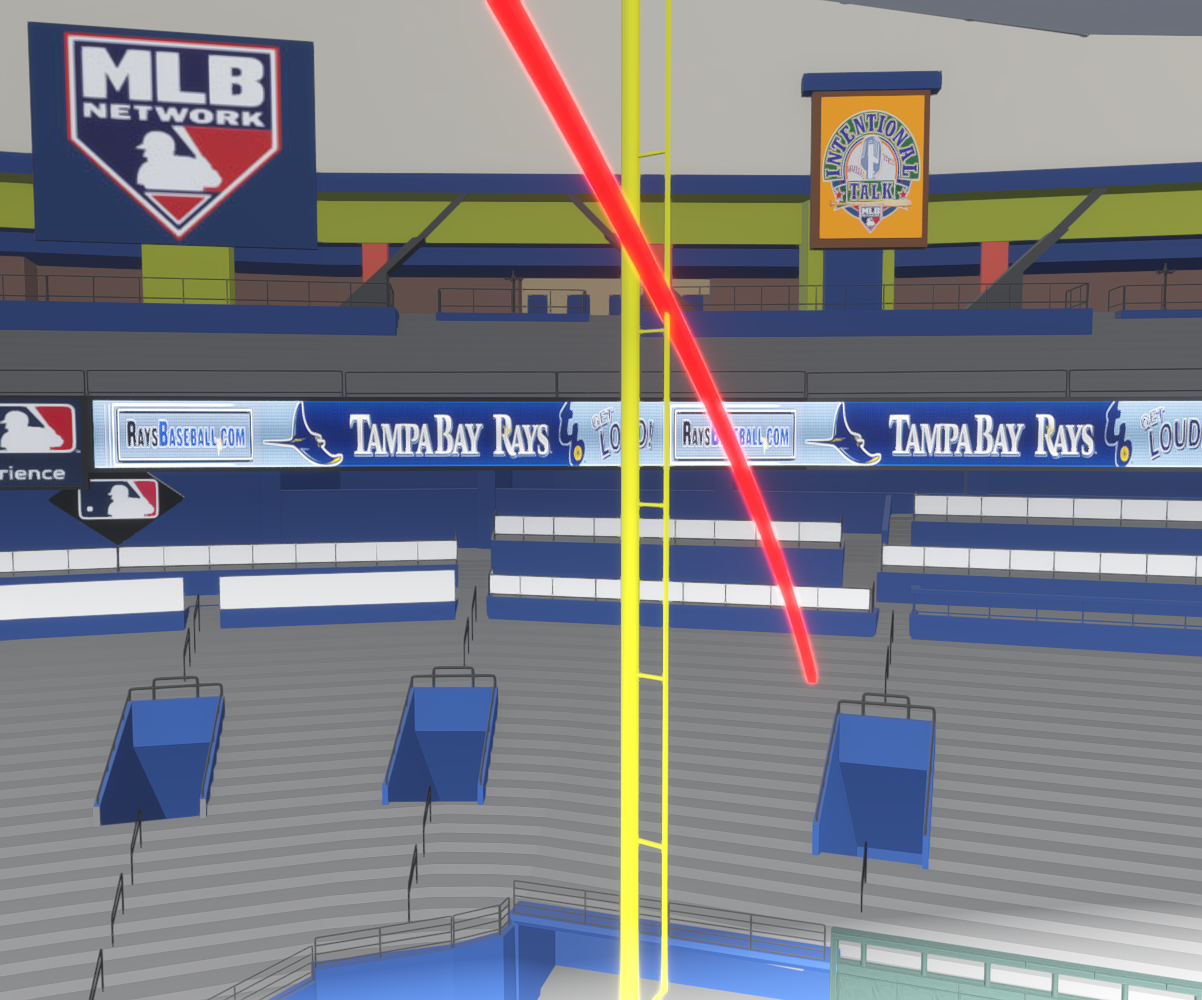 MLB
NETWORK
INTENTIONAL
TALK
MLB
RAYSBASEBALL.COM
TAMPA BAY RAYS
GET
LOUD!
RAYSBASEBALL.COM
TAMPA BAY RAYS
GET
LOUD
rience